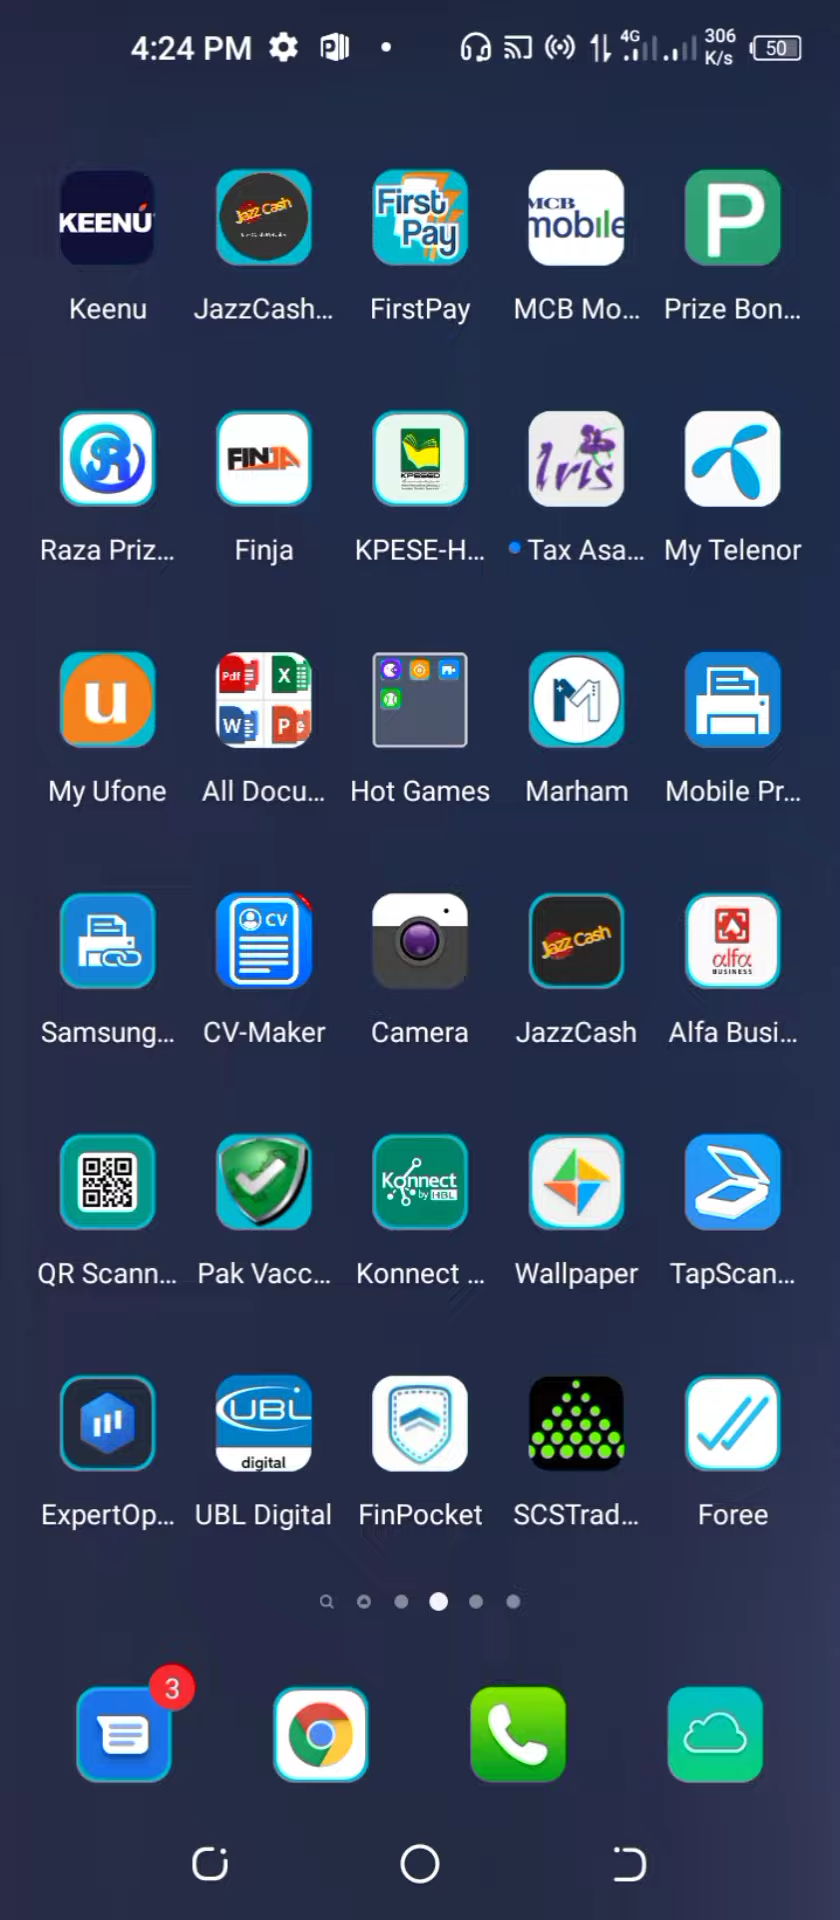 4:24 PM 4G 306 K/s 50
KEENU JazzCash First Pay MCB mobile P
Keenu JazzCash... FirstPay MCB Mo... Prize Bon...
FINJA KPESED Iris
Raza Priz... Finja KPESE-H... Tax Asa... My Telenor
u Pdf X W P M
My Ufone All Docu... Hot Games Marham Mobile Pr...
CV Jazz Cash alfa BUSINESS
Samsung... CV-Maker Camera JazzCash Alfa Busi...
Konnect by HBL
QR Scann... Pak Vacc... Konnect ... Wallpaper TapScan...
UBL digital
ExpertOp... UBL Digital FinPocket SCSTrad... Foree
3